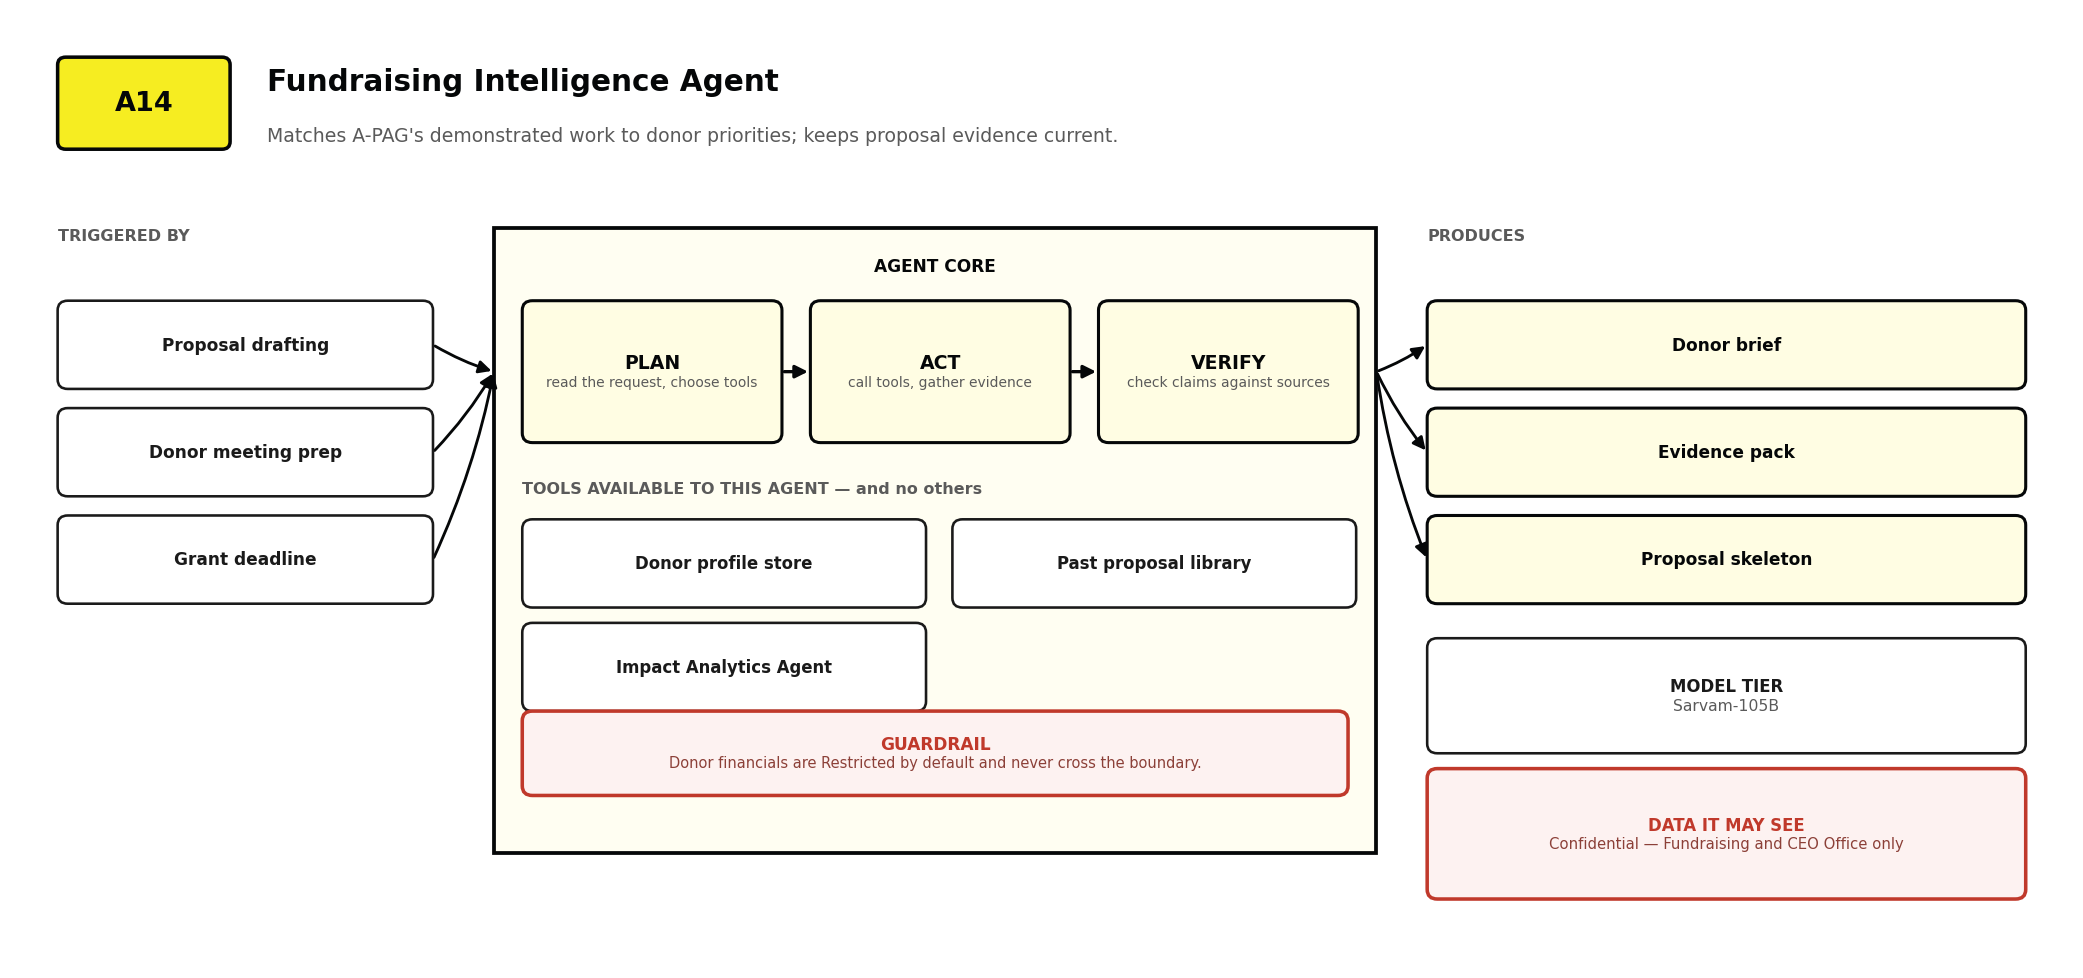 A14
Fundraising Intelligence Agent
Matches A-PAG's demonstrated work to donor priorities; keeps proposal evidence current.
TRIGGERED BY
Proposal drafting
Donor meeting prep
Grant deadline
AGENT CORE
PLAN
read the request, choose tools
ACT
call tools, gather evidence
VERIFY
check claims against sources
TOOLS AVAILABLE TO THIS AGENT — and no others
Donor profile store
Past proposal library
Impact Analytics Agent
GUARDRAIL
Donor financials are Restricted by default and never cross the boundary.
PRODUCES
Donor brief
Evidence pack
Proposal skeleton
MODEL TIER
Sarvam-105B
DATA IT MAY SEE
Confidential — Fundraising and CEO Office only